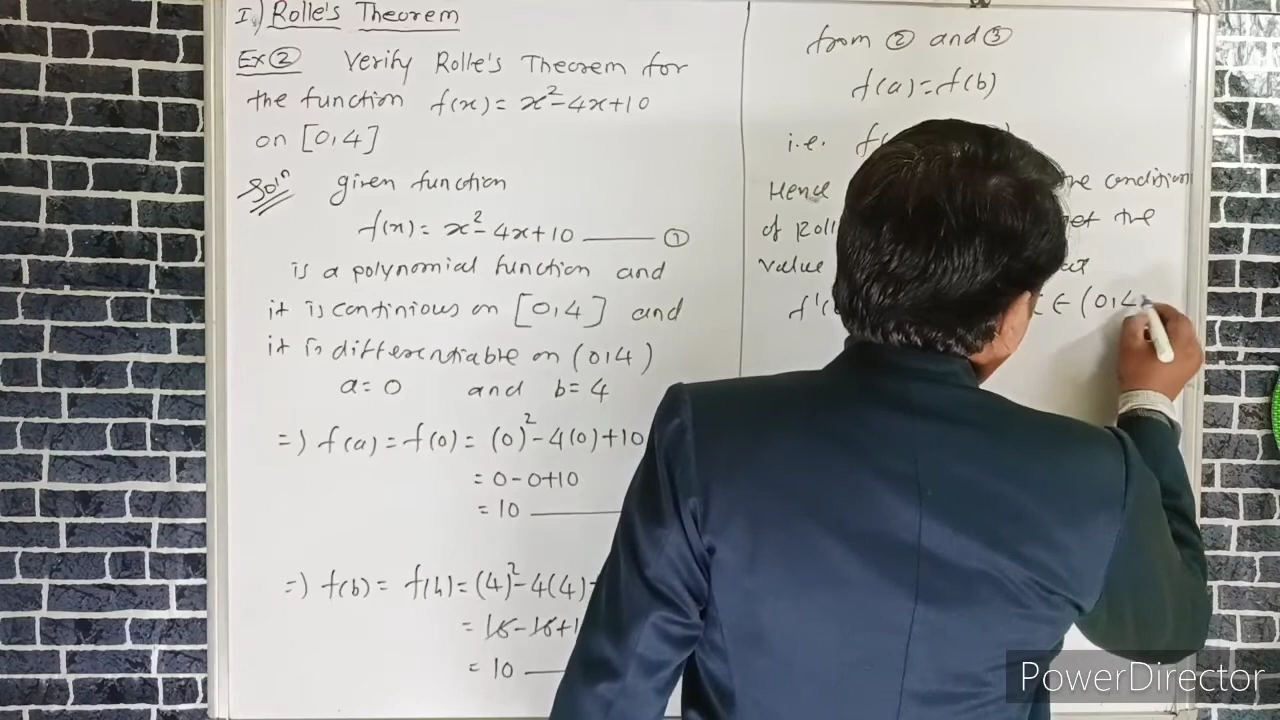 I.) Rolle's Theorem
Ex② Verify Rolle's Theorem for
the function f(x) = x²-4x+10
on [0,4]
Solⁿ given function
f(x) = x²-4x+10 ——— ①
is a polynomial function and
it is continious on [0,4] and
it is differentiable on (0,4)
a=0 and b=4
=) f(a) = f(0) = (0)²-4(0)+10
= 0-0+10
= 10 ———
=) f(b) = f(4) = (4)²-4(4)
= 16-16+1
= 10 ———
from ② and ③
f(a)=f(b)
i.e. f
Hence the condition
of Roll get the
value
f'( c ∈ (0,4)
PowerDirector